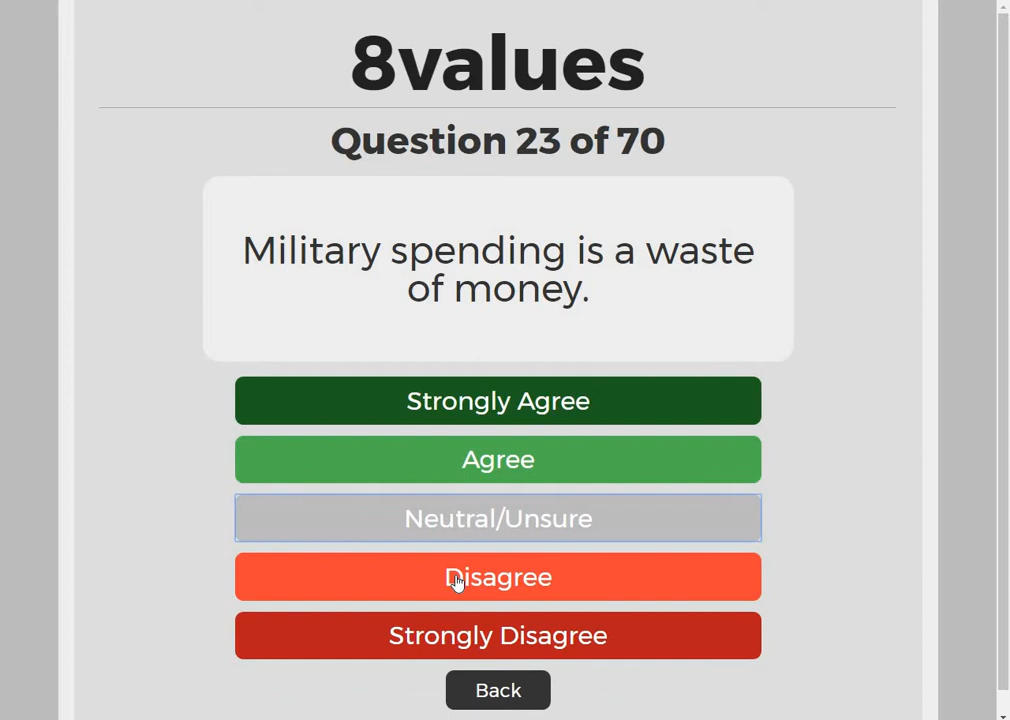 8values
Question 23 of 70
Military spending is a waste
of money.
Strongly Agree
Agree
Neutral/Unsure
Disagree
Strongly Disagree
Back